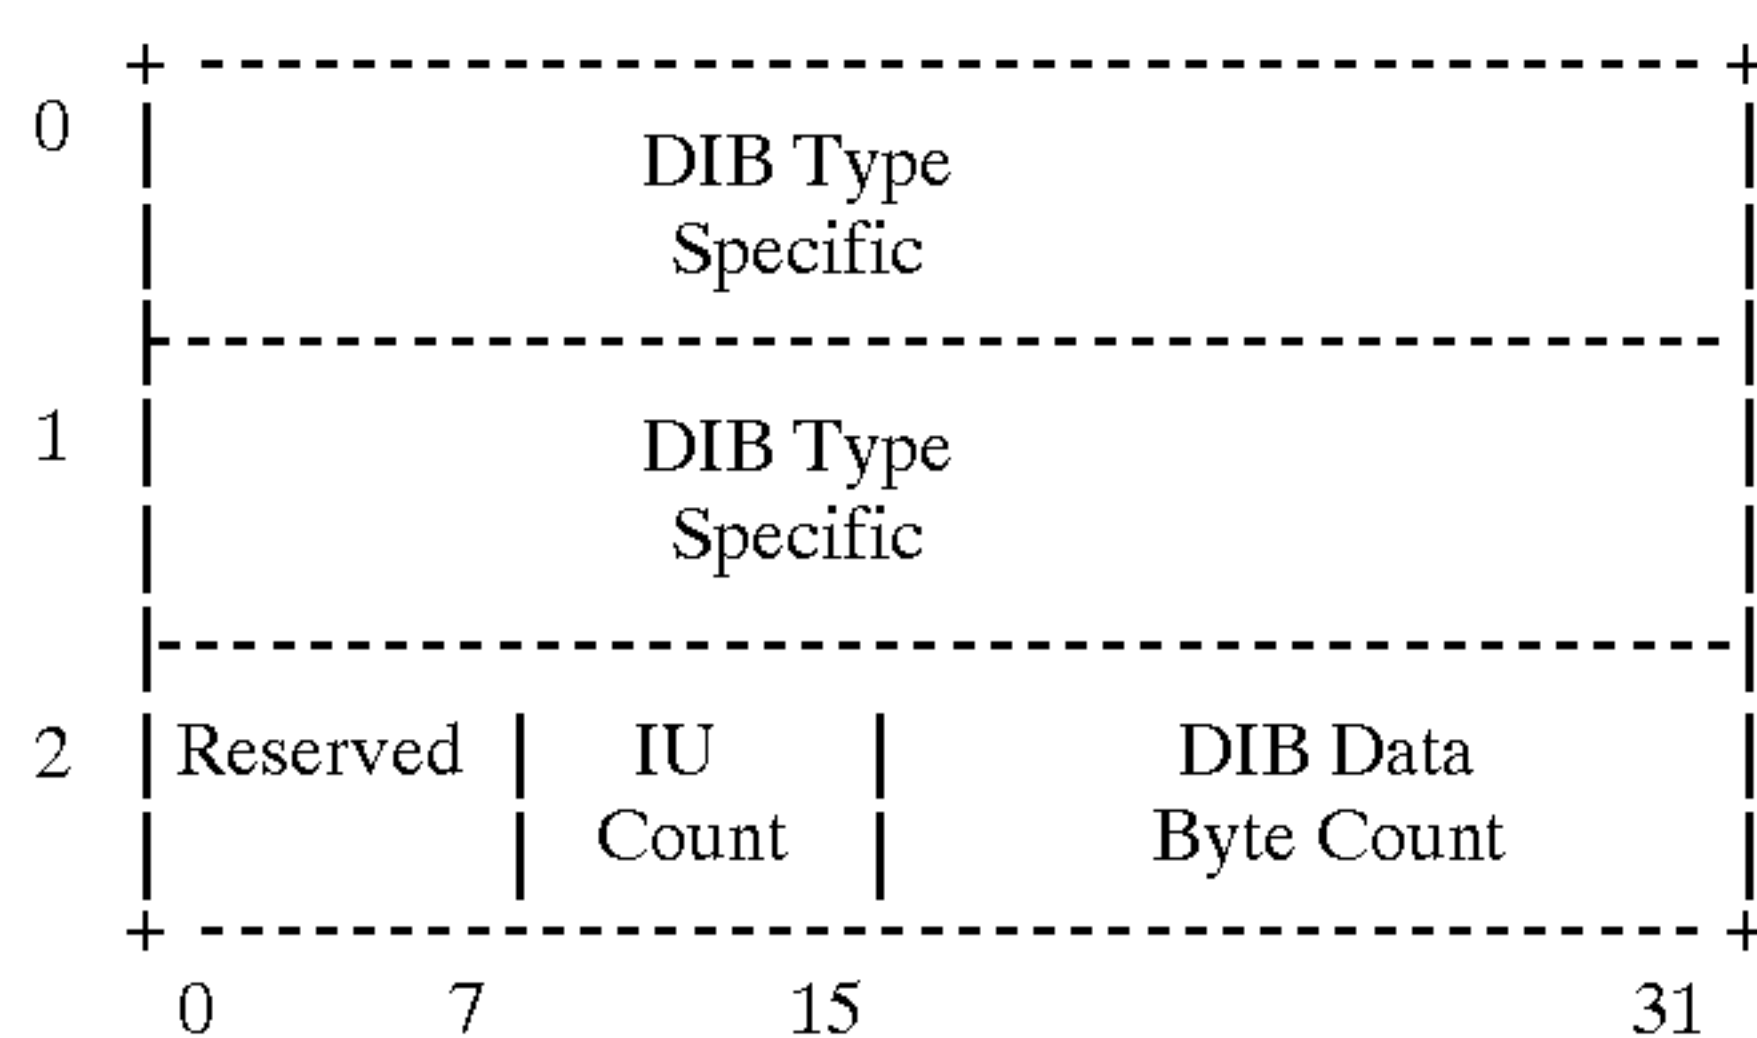 0
DIB Type
Specific
1
DIB Type
Specific
2 Reserved IU DIB Data
Count Byte Count
0 7 15 31